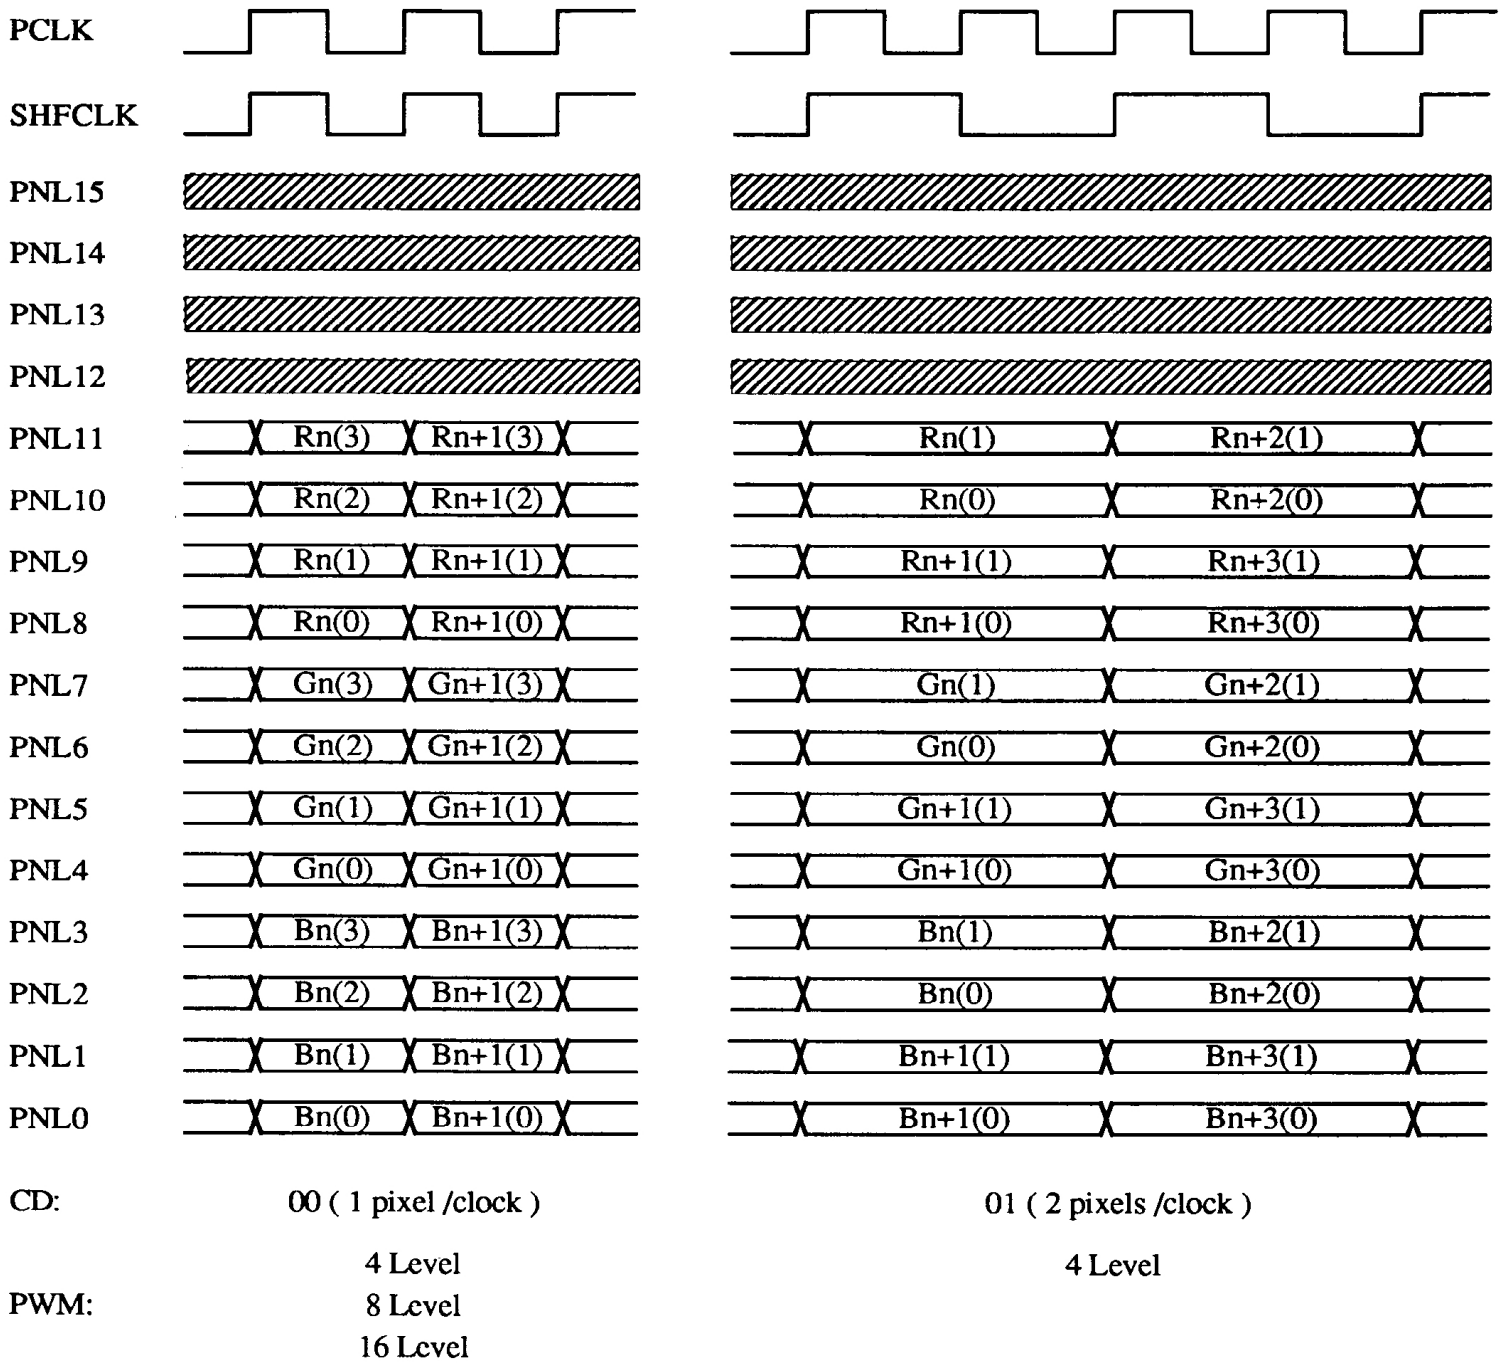 PCLK
SHFCLK
PNL15
PNL14
PNL13
PNL12
PNL11 Rn(3) Rn+1(3) Rn(1) Rn+2(1)
PNL10 Rn(2) Rn+1(2) Rn(0) Rn+2(0)
PNL9 Rn(1) Rn+1(1) Rn+1(1) Rn+3(1)
PNL8 Rn(0) Rn+1(0) Rn+1(0) Rn+3(0)
PNL7 Gn(3) Gn+1(3) Gn(1) Gn+2(1)
PNL6 Gn(2) Gn+1(2) Gn(0) Gn+2(0)
PNL5 Gn(1) Gn+1(1) Gn+1(1) Gn+3(1)
PNL4 Gn(0) Gn+1(0) Gn+1(0) Gn+3(0)
PNL3 Bn(3) Bn+1(3) Bn(1) Bn+2(1)
PNL2 Bn(2) Bn+1(2) Bn(0) Bn+2(0)
PNL1 Bn(1) Bn+1(1) Bn+1(1) Bn+3(1)
PNL0 Bn(0) Bn+1(0) Bn+1(0) Bn+3(0)
CD: 00 ( 1 pixel /clock ) 01 ( 2 pixels /clock )
4 Level 4 Level
PWM: 8 Level
16 Level